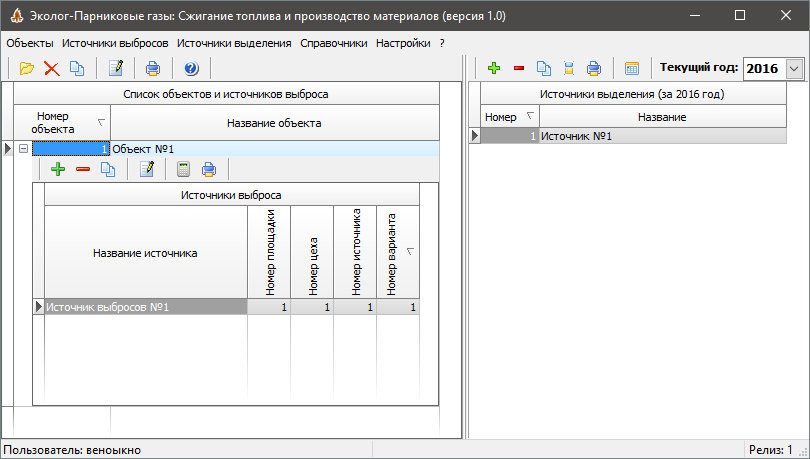 Эколог-Парниковые газы: Сжигание топлива и производство материалов (версия 1.0)
Объекты Источники выбросов Источники выделения Справочники Настройки ?
Текущий год: 2016
Список объектов и источников выброса
Номер объекта
Название объекта
1 Объект №1
Источники выброса
Название источника
Номер площадки
Номер цеха
Номер источника
Номер варианта
Источник выбросов №1 1 1 1 1
Источники выделения (за 2016 год)
Номер Название
1 Источник №1
Пользователь: веноыкно
Релиз: 1